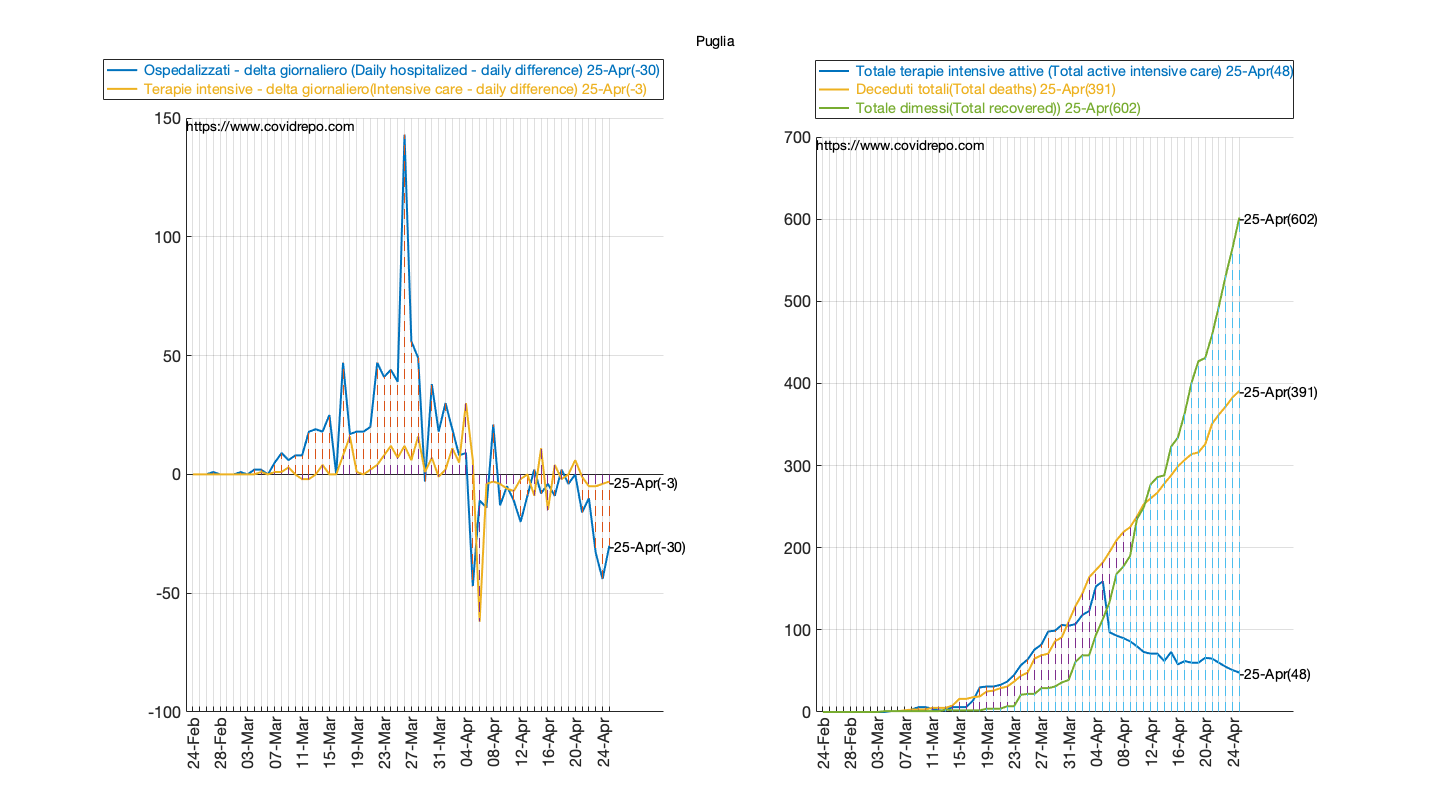 Puglia
Ospedalizzati - delta giornaliero (Daily hospitalized - daily difference) 25-Apr(-30)
Terapie intensive - delta giornaliero(Intensive care - daily difference) 25-Apr(-3)
150
https://www.covidrepo.com
100
50
0
-50
-100
25-Apr(-3)
25-Apr(-30)
24-Feb
28-Feb
03-Mar
07-Mar
11-Mar
15-Mar
19-Mar
23-Mar
27-Mar
31-Mar
04-Apr
08-Apr
12-Apr
16-Apr
20-Apr
24-Apr
Totale terapie intensive attive (Total active intensive care) 25-Apr(48)
Deceduti totali(Total deaths) 25-Apr(391)
Totale dimessi(Total recovered)) 25-Apr(602)
700
https://www.covidrepo.com
600
500
400
300
200
100
0
25-Apr(602)
25-Apr(391)
25-Apr(48)
24-Feb
28-Feb
03-Mar
07-Mar
11-Mar
15-Mar
19-Mar
23-Mar
27-Mar
31-Mar
04-Apr
08-Apr
12-Apr
16-Apr
20-Apr
24-Apr